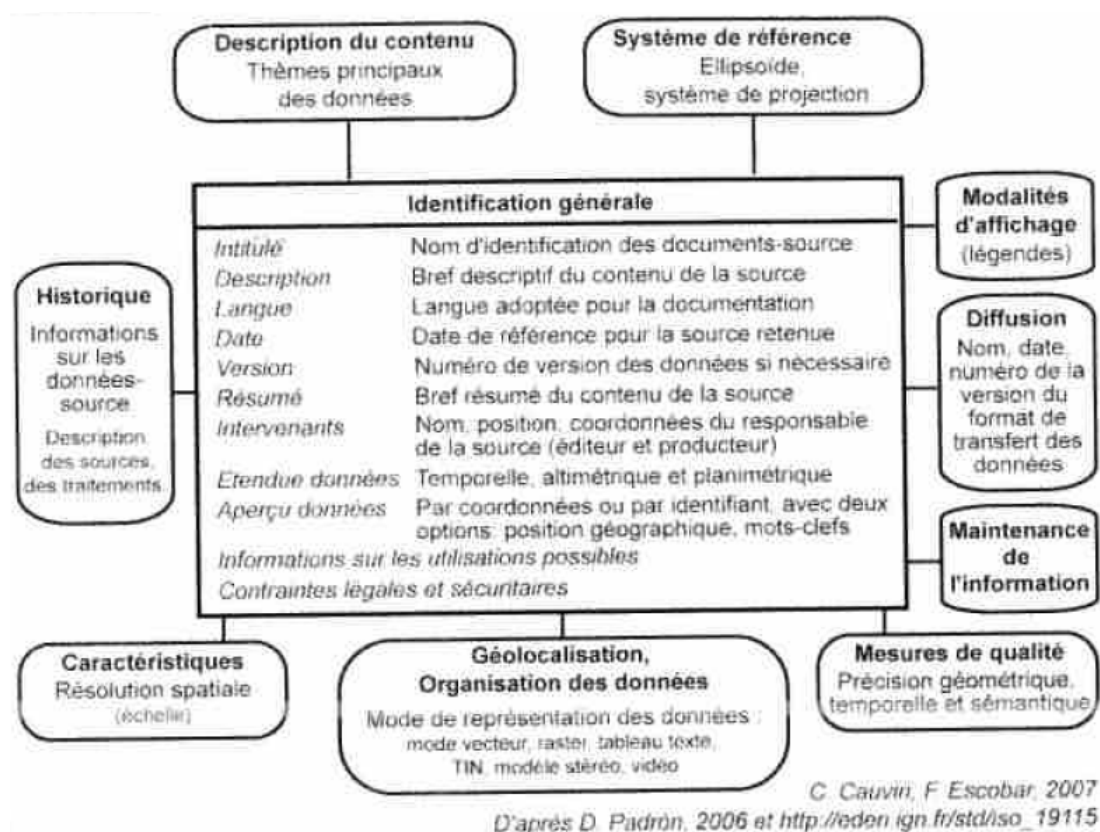 Description du contenu
Thèmes principaux
des données
Système de référence
Ellipsoïde,
système de projection
Identification générale
Intitulé Nom d'identification des documents-source
Description Bref descriptif du contenu de la source
Langue Langue adoptée pour la documentation
Date Date de référence pour la source retenue
Version Numéro de version des données si nécessaire
Résumé Bref résumé du contenu de la source
Intervenants Nom, position, coordonnées du responsable
de la source (éditeur et producteur)
Etendue données Temporelle, altimétrique et planimétrique
Aperçu données Par coordonnées ou par identifiant, avec deux
options: position géographique, mots-clefs
Informations sur les utilisations possibles
Contraintes légales et sécuritaires
Historique
Informations
sur les
données-
source
Description
des sources,
des traitements
Modalités
d'affichage
(légendes)
Diffusion
Nom, date,
numéro de la
version du
format de
transfert des
données
Maintenance
de
l'information
Caractéristiques
Résolution spatiale
(échelle)
Géolocalisation,
Organisation des données
Mode de représentation des données :
mode vecteur, raster, tableau texte,
TIN, modèle stéréo, vidéo
Mesures de qualité
Précision géométrique,
temporelle et sémantique
C. Cauvin, F. Escobar, 2007
D'après D. Padrón, 2006 et http://eden.ign.fr/std/iso_19115